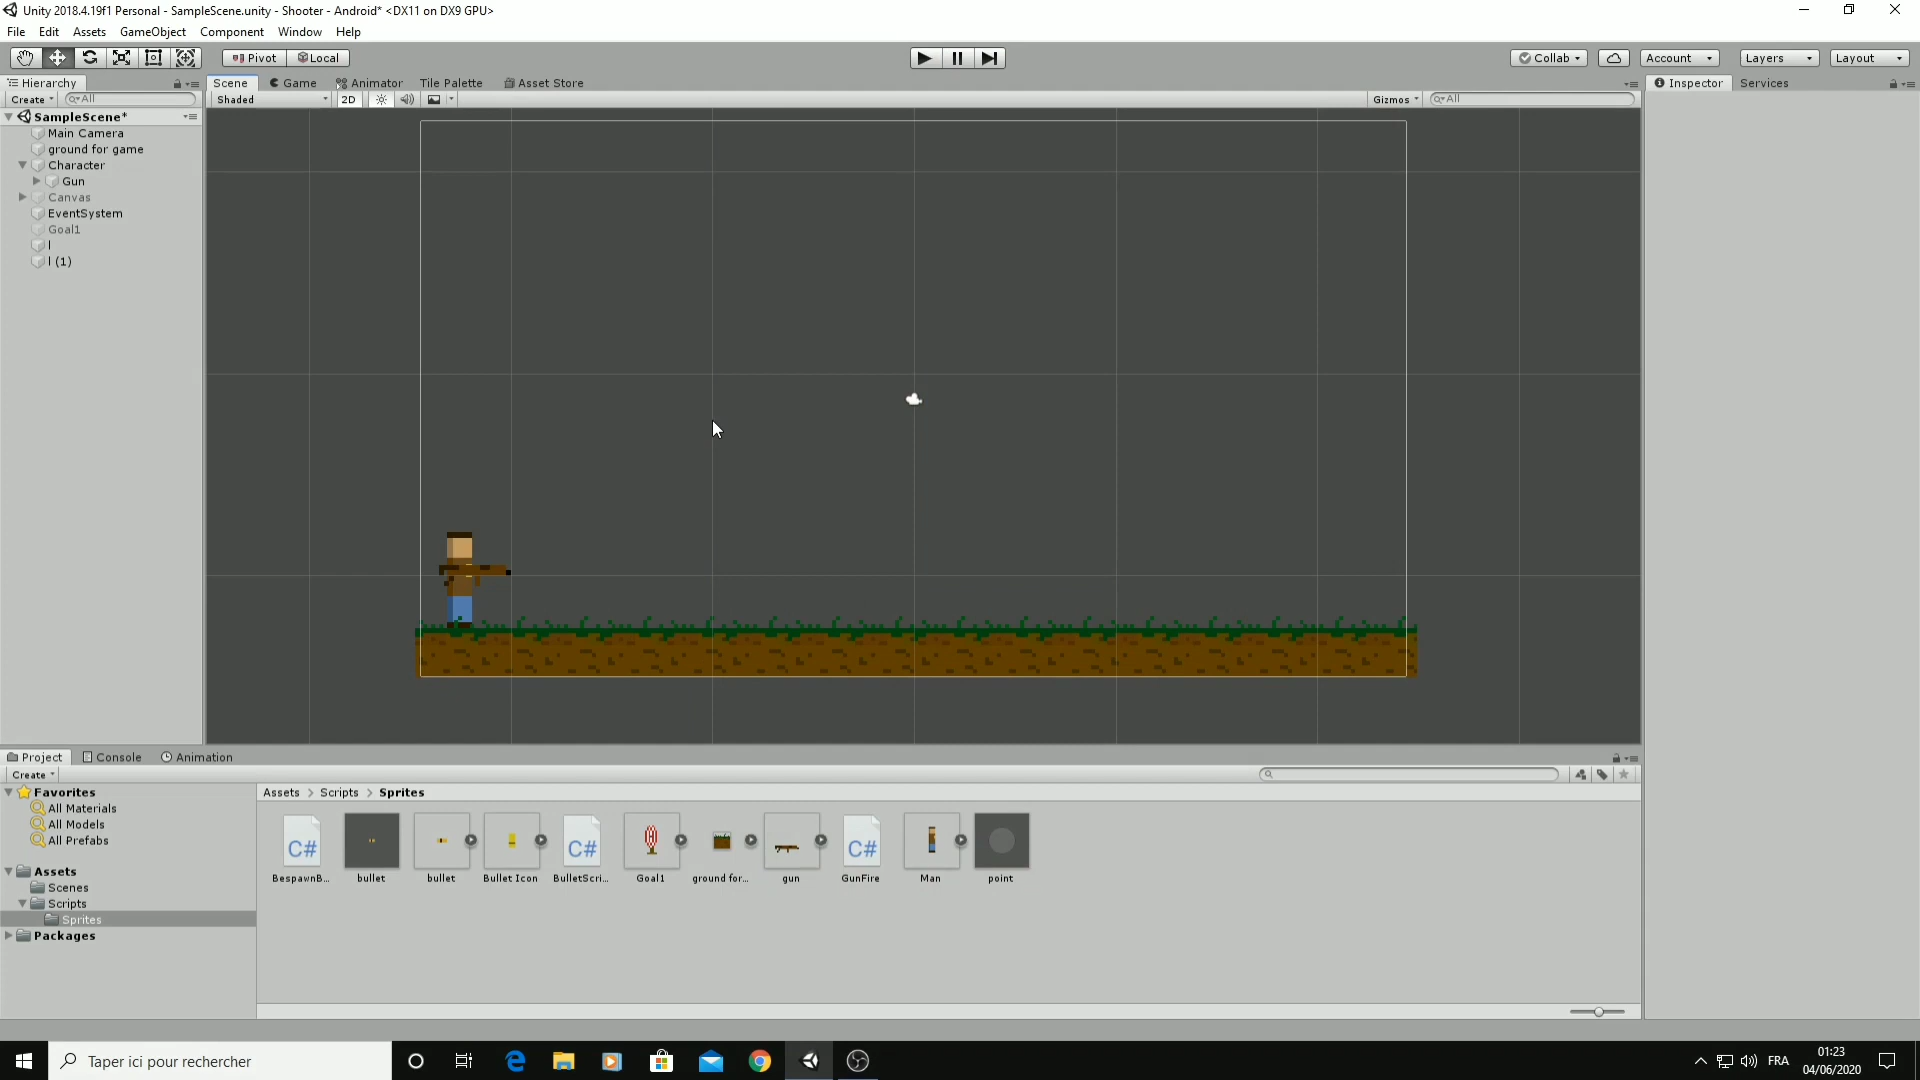 Unity 2018.4.19f1 Personal - SampleScene.unity - Shooter - Android* <DX11 on DX9 GPU>
File Edit Assets GameObject Component Window Help
Pivot Local Collab Account Layers Layout
Hierarchy Scene Game Animator Tile Palette Asset Store Inspector Services
Create All Shaded 2D Gizmos All
SampleScene*
Main Camera
ground for game
Character
Gun
Canvas
EventSystem
Goal1
l
l (1)
Project Console Animation
Create
Favorites Assets > Scripts > Sprites
All Materials
All Models
All Prefabs
C# C# C#
BespawnB... bullet bullet Bullet Icon BulletScri... Goal1 ground for... gun GunFire Man point
Assets
Scenes
Scripts
Sprites
Packages
Taper ici pour rechercher
FRA
01:23
04/06/2020